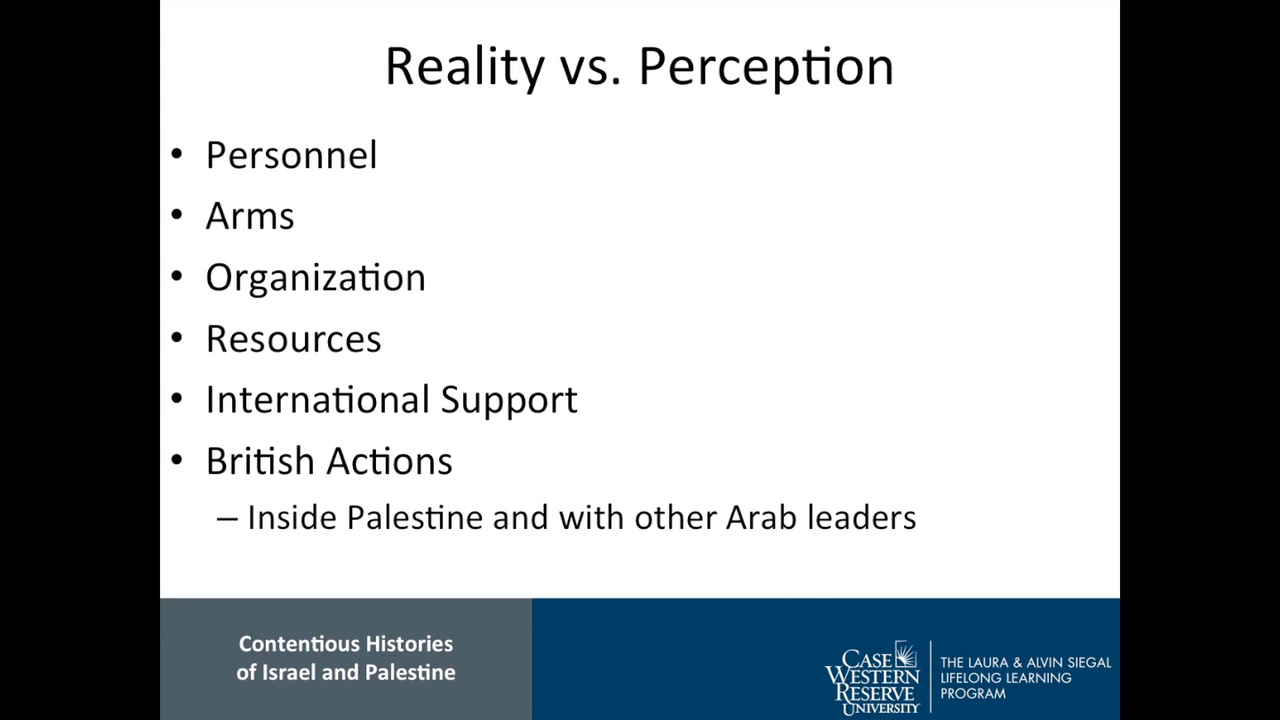 Reality vs. Perception
• Personnel
• Arms
• Organization
• Resources
• International Support
• British Actions
– Inside Palestine and with other Arab leaders
Contentious Histories
of Israel and Palestine
CASE
WESTERN
RESERVE
UNIVERSITY
THE LAURA & ALVIN SIEGAL
LIFELONG LEARNING
PROGRAM